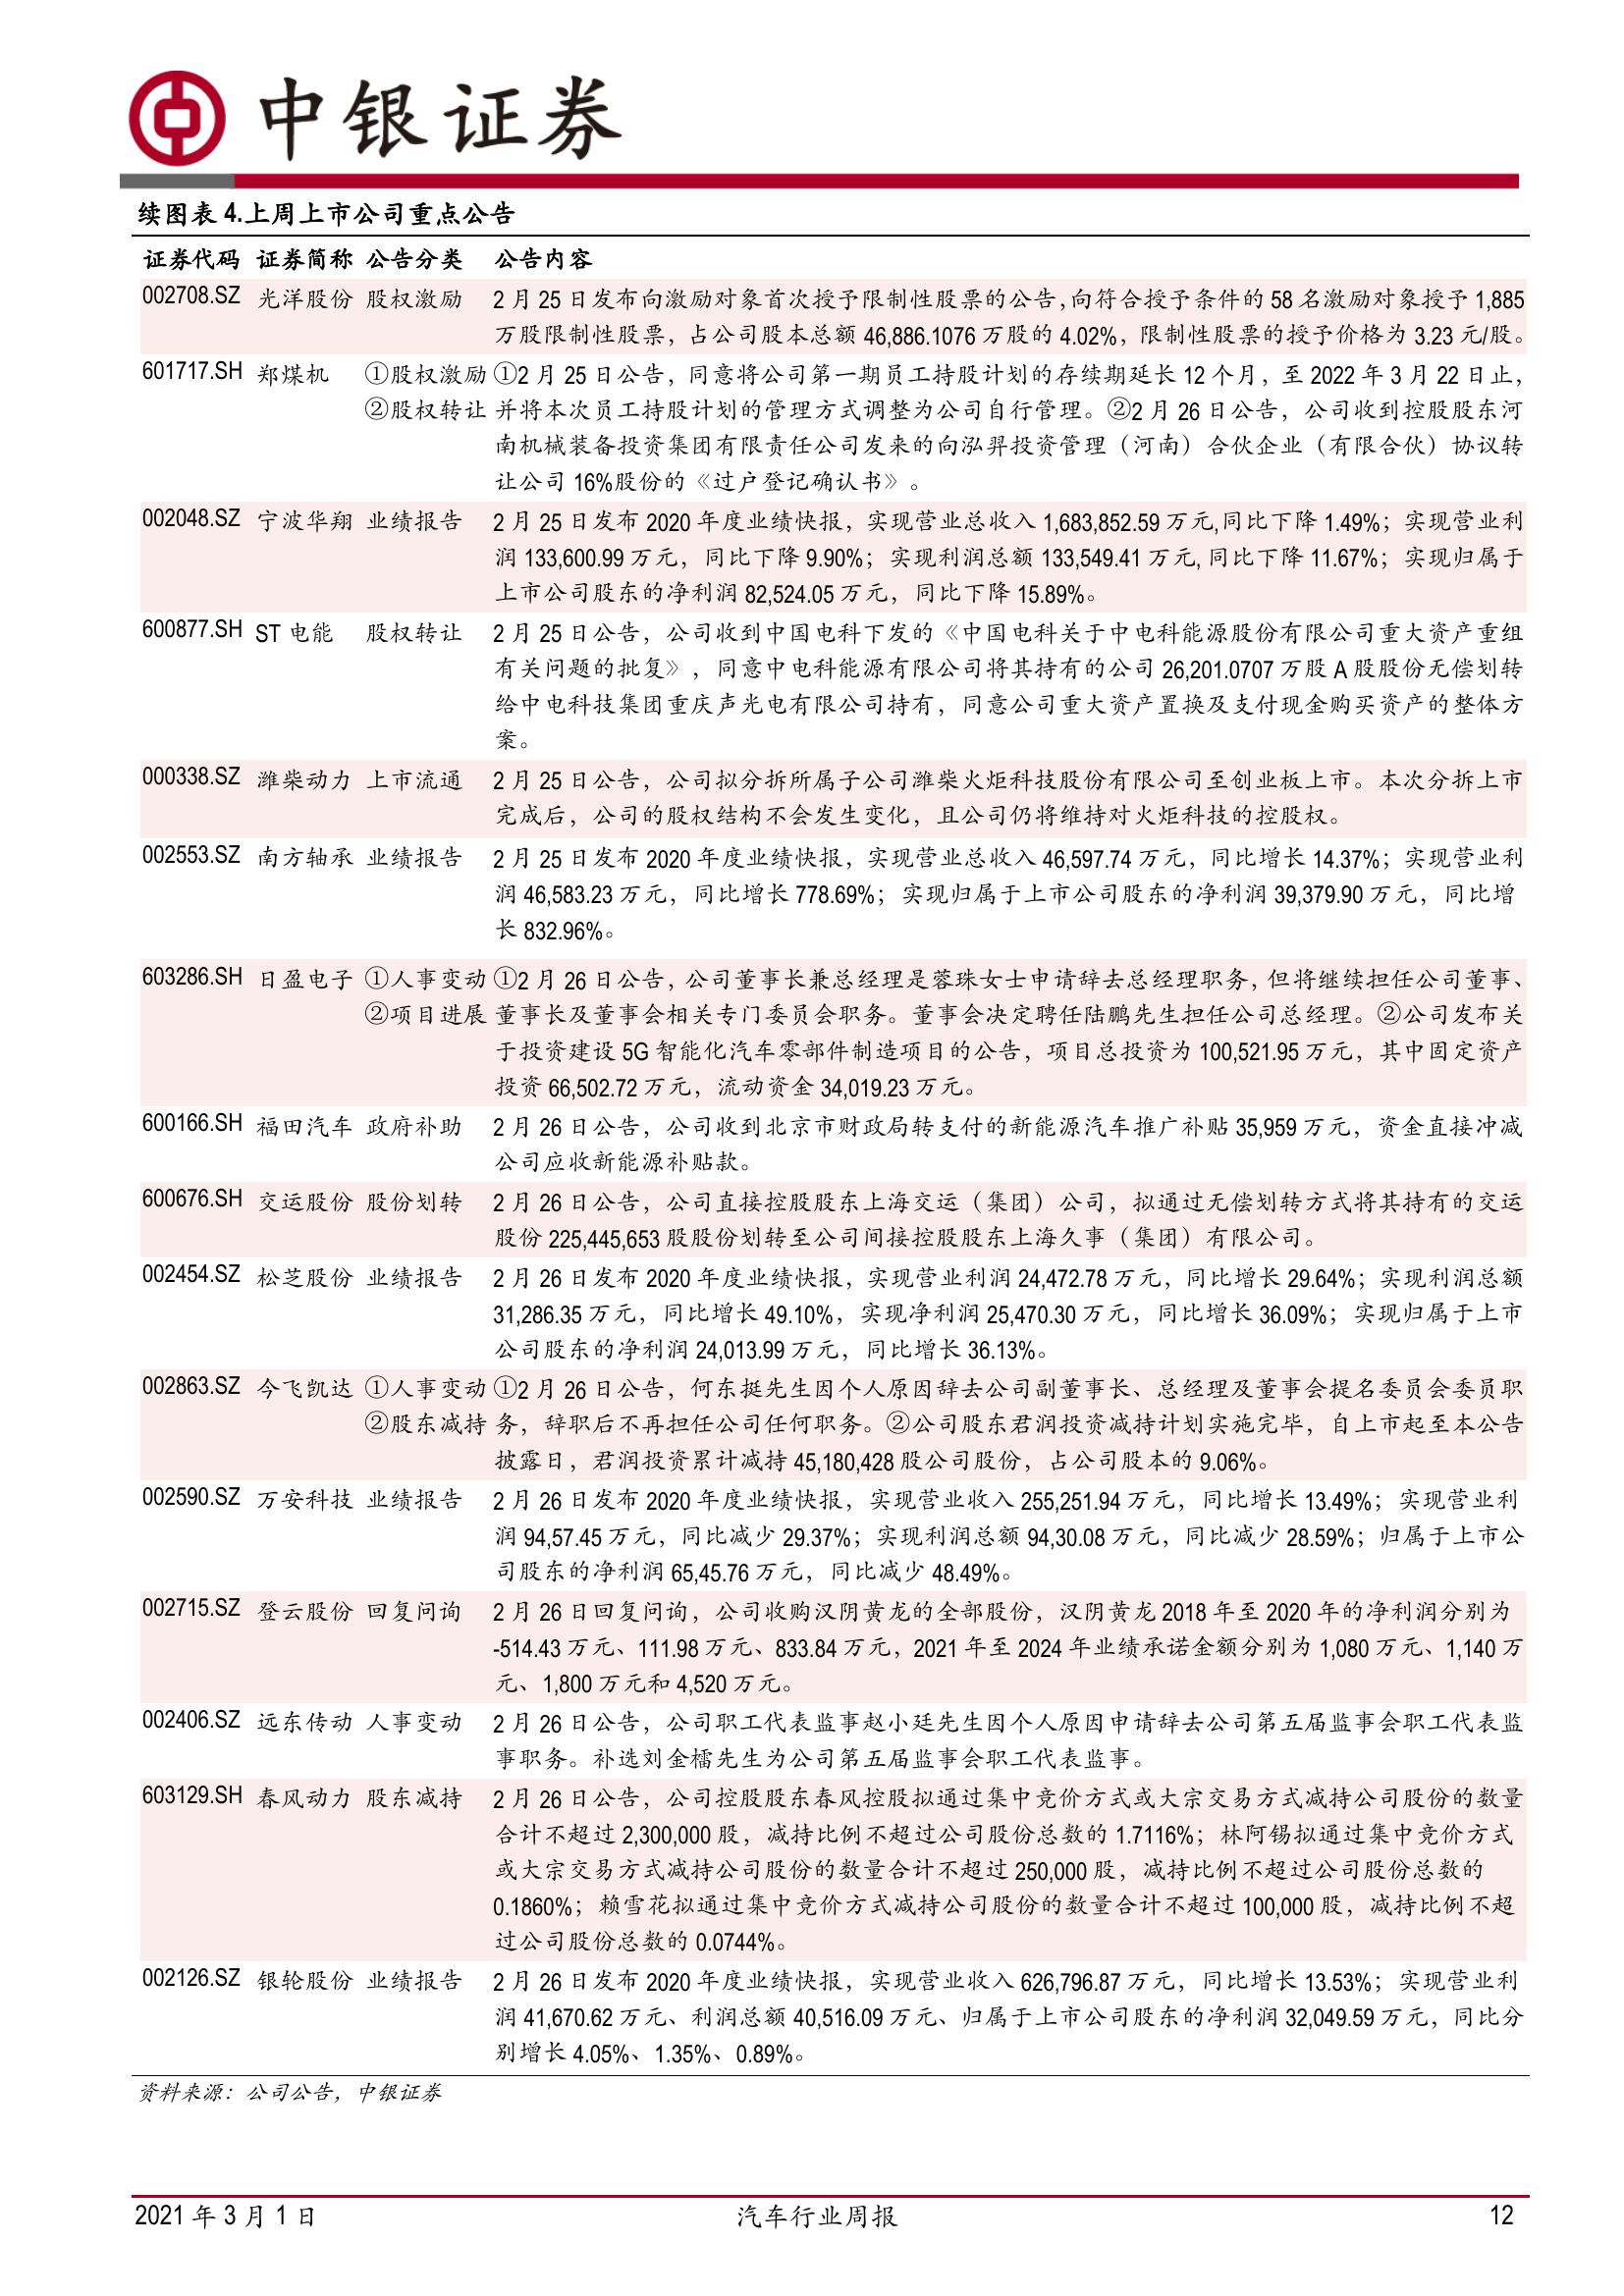 中银证券
续图表 4.上周上市公司重点公告
证券代码 证券简称 公告分类 公告内容
002708.SZ 光洋股份 股权激励 2 月 25 日发布向激励对象首次授予限制性股票的公告,向符合授予条件的 58 名激励对象授予 1,885
万股限制性股票，占公司股本总额 46,886.1076 万股的 4.02%，限制性股票的授予价格为 3.23 元/股。
601717.SH 郑煤机 ①股权激励 ①2 月 25 日公告，同意将公司第一期员工持股计划的存续期延长 12 个月，至 2022 年 3 月 22 日止，
②股权转让 并将本次员工持股计划的管理方式调整为公司自行管理。②2 月 26 日公告，公司收到控股股东河
南机械装备投资集团有限责任公司发来的向泓羿投资管理（河南）合伙企业（有限合伙）协议转
让公司 16%股份的《过户登记确认书》。
002048.SZ 宁波华翔 业绩报告 2 月 25 日发布 2020 年度业绩快报，实现营业总收入 1,683,852.59 万元,同比下降 1.49%；实现营业利
润 133,600.99 万元，同比下降 9.90%；实现利润总额 133,549.41 万元,同比下降 11.67%；实现归属于
上市公司股东的净利润 82,524.05 万元，同比下降 15.89%。
600877.SH ST 电能 股权转让 2 月 25 日公告，公司收到中国电科下发的《中国电科关于中电科能源股份有限公司重大资产重组
有关问题的批复》，同意中电科能源有限公司将其持有的公司 26,201.0707 万股 A 股股份无偿划转
给中电科技集团重庆声光电有限公司持有，同意公司重大资产置换及支付现金购买资产的整体方
案。
000338.SZ 潍柴动力 上市流通 2 月 25 日公告，公司拟分拆所属子公司潍柴火炬科技股份有限公司至创业板上市。本次分拆上市
完成后，公司的股权结构不会发生变化，且公司仍将维持对火炬科技的控股权。
002553.SZ 南方轴承 业绩报告 2 月 25 日发布 2020 年度业绩快报，实现营业总收入 46,597.74 万元，同比增长 14.37%；实现营业利
润 46,583.23 万元，同比增长 778.69%；实现归属于上市公司股东的净利润 39,379.90 万元，同比增
长 832.96%。
603286.SH 日盈电子 ①人事变动 ①2 月 26 日公告，公司董事长兼总经理是蓉珠女士申请辞去总经理职务，但将继续担任公司董事、
②项目进展 董事长及董事会相关专门委员会职务。董事会决定聘任陆鹏先生担任公司总经理。②公司发布关
于投资建设 5G 智能化汽车零部件制造项目的公告，项目总投资为 100,521.95 万元，其中固定资产
投资 66,502.72 万元，流动资金 34,019.23 万元。
600166.SH 福田汽车 政府补助 2 月 26 日公告，公司收到北京市财政局转支付的新能源汽车推广补贴 35,959 万元，资金直接冲减
公司应收新能源补贴款。
600676.SH 交运股份 股份划转 2 月 26 日公告，公司直接控股股东上海交运（集团）公司，拟通过无偿划转方式将其持有的交运
股份 225,445,653 股股份划转至公司间接控股股东上海久事（集团）有限公司。
002454.SZ 松芝股份 业绩报告 2 月 26 日发布 2020 年度业绩快报，实现营业利润 24,472.78 万元，同比增长 29.64%；实现利润总额
31,286.35 万元，同比增长 49.10%，实现净利润 25,470.30 万元，同比增长 36.09%；实现归属于上市
公司股东的净利润 24,013.99 万元，同比增长 36.13%。
002863.SZ 今飞凯达 ①人事变动 ①2 月 26 日公告，何东挺先生因个人原因辞去公司副董事长、总经理及董事会提名委员会委员职
②股东减持 务，辞职后不再担任公司任何职务。②公司股东君润投资减持计划实施完毕，自上市起至本公告
披露日，君润投资累计减持 45,180,428 股公司股份，占公司股本的 9.06%。
002590.SZ 万安科技 业绩报告 2 月 26 日发布 2020 年度业绩快报，实现营业收入 255,251.94 万元，同比增长 13.49%；实现营业利
润 94,57.45 万元，同比减少 29.37%；实现利润总额 94,30.08 万元，同比减少 28.59%；归属于上市公
司股东的净利润 65,45.76 万元，同比减少 48.49%。
002715.SZ 登云股份 回复问询 2 月 26 日回复问询，公司收购汉阴黄龙的全部股份，汉阴黄龙 2018 年至 2020 年的净利润分别为
-514.43 万元、111.98 万元、833.84 万元，2021 年至 2024 年业绩承诺金额分别为 1,080 万元、1,140 万
元、1,800 万元和 4,520 万元。
002406.SZ 远东传动 人事变动 2 月 26 日公告，公司职工代表监事赵小廷先生因个人原因申请辞去公司第五届监事会职工代表监
事职务。补选刘金檑先生为公司第五届监事会职工代表监事。
603129.SH 春风动力 股东减持 2 月 26 日公告，公司控股股东春风控股拟通过集中竞价方式或大宗交易方式减持公司股份的数量
合计不超过 2,300,000 股，减持比例不超过公司股份总数的 1.7116%；林阿锡拟通过集中竞价方式
或大宗交易方式减持公司股份的数量合计不超过 250,000 股，减持比例不超过公司股份总数的
0.1860%；赖雪花拟通过集中竞价方式减持公司股份的数量合计不超过 100,000 股，减持比例不超
过公司股份总数的 0.0744%。
002126.SZ 银轮股份 业绩报告 2 月 26 日发布 2020 年度业绩快报，实现营业收入 626,796.87 万元，同比增长 13.53%；实现营业利
润 41,670.62 万元、利润总额 40,516.09 万元、归属于上市公司股东的净利润 32,049.59 万元，同比分
别增长 4.05%、1.35%、0.89%。
资料来源：公司公告，中银证券
2021 年 3 月 1 日 汽车行业周报 12